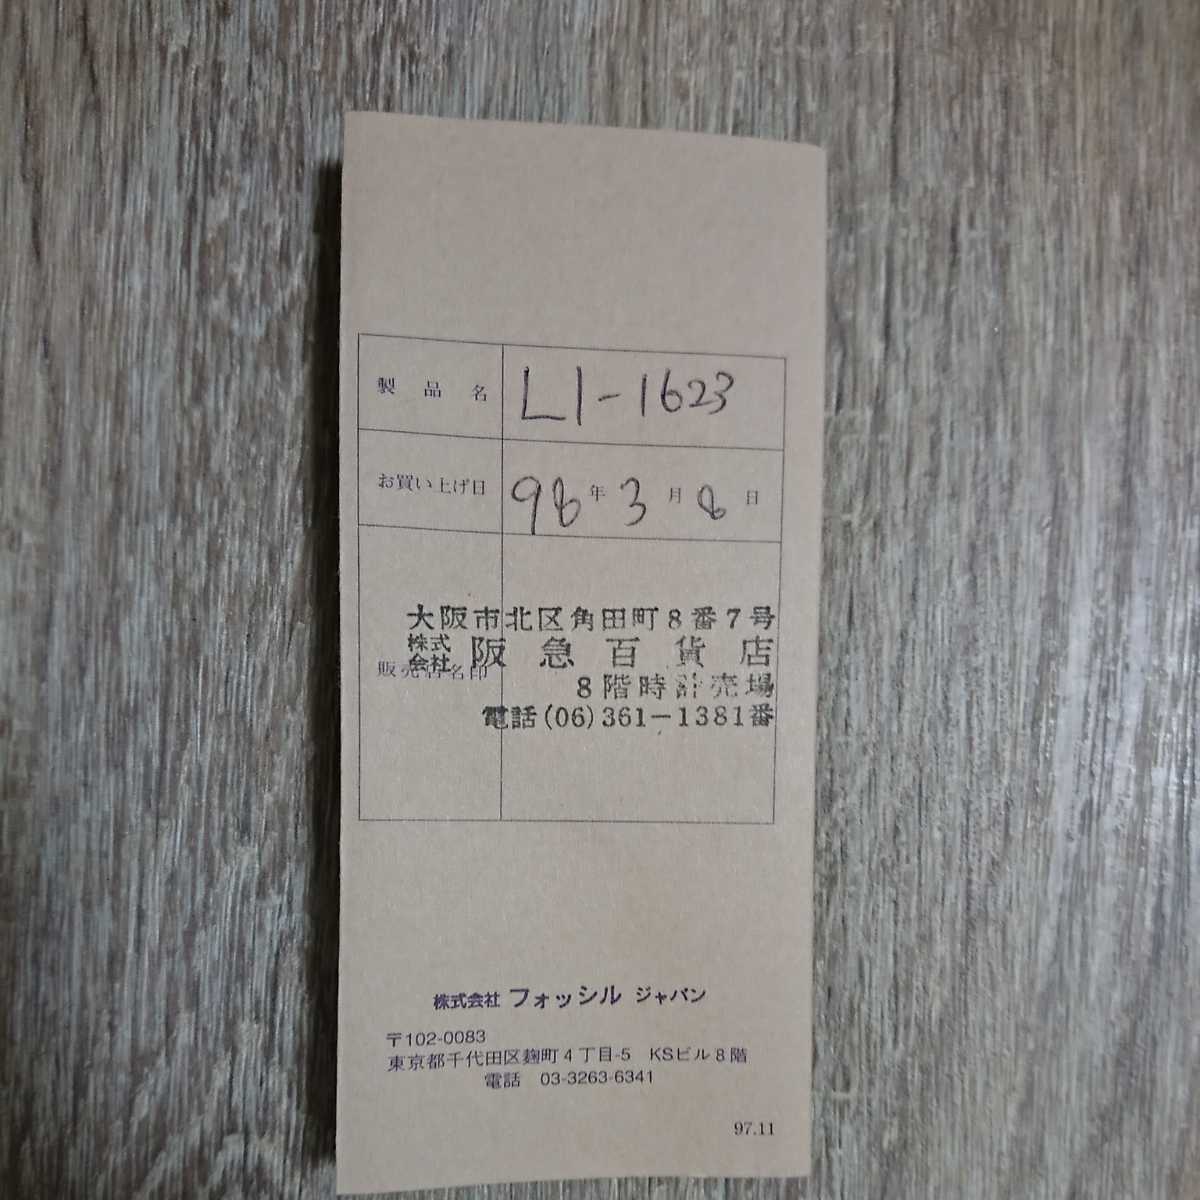 製品名 LI-1623
お買い上げ日 98年3月8日
大阪市北区角田町8番7号
株式会社 阪急百貨店
販売店名印
8階時計売場
電話(06)361-1381番
株式会社 フォッシル ジャパン
〒102-0083
東京都千代田区麹町4丁目-5 KSビル8階
電話 03-3263-6341
97.11